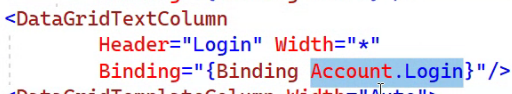 <DataGridTextColumn
Header="Login" Width="*"
Binding="{Binding Account.Login}"/>